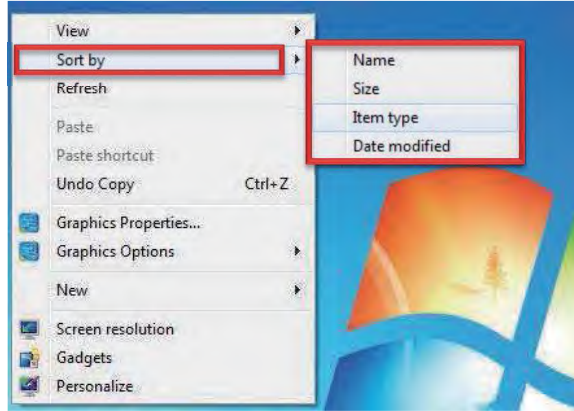 View
Sort by
Refresh
Paste
Paste shortcut
Undo Copy Ctrl+Z
Graphics Properties...
Graphics Options
New
Screen resolution
Gadgets
Personalize
Name
Size
Item type
Date modified